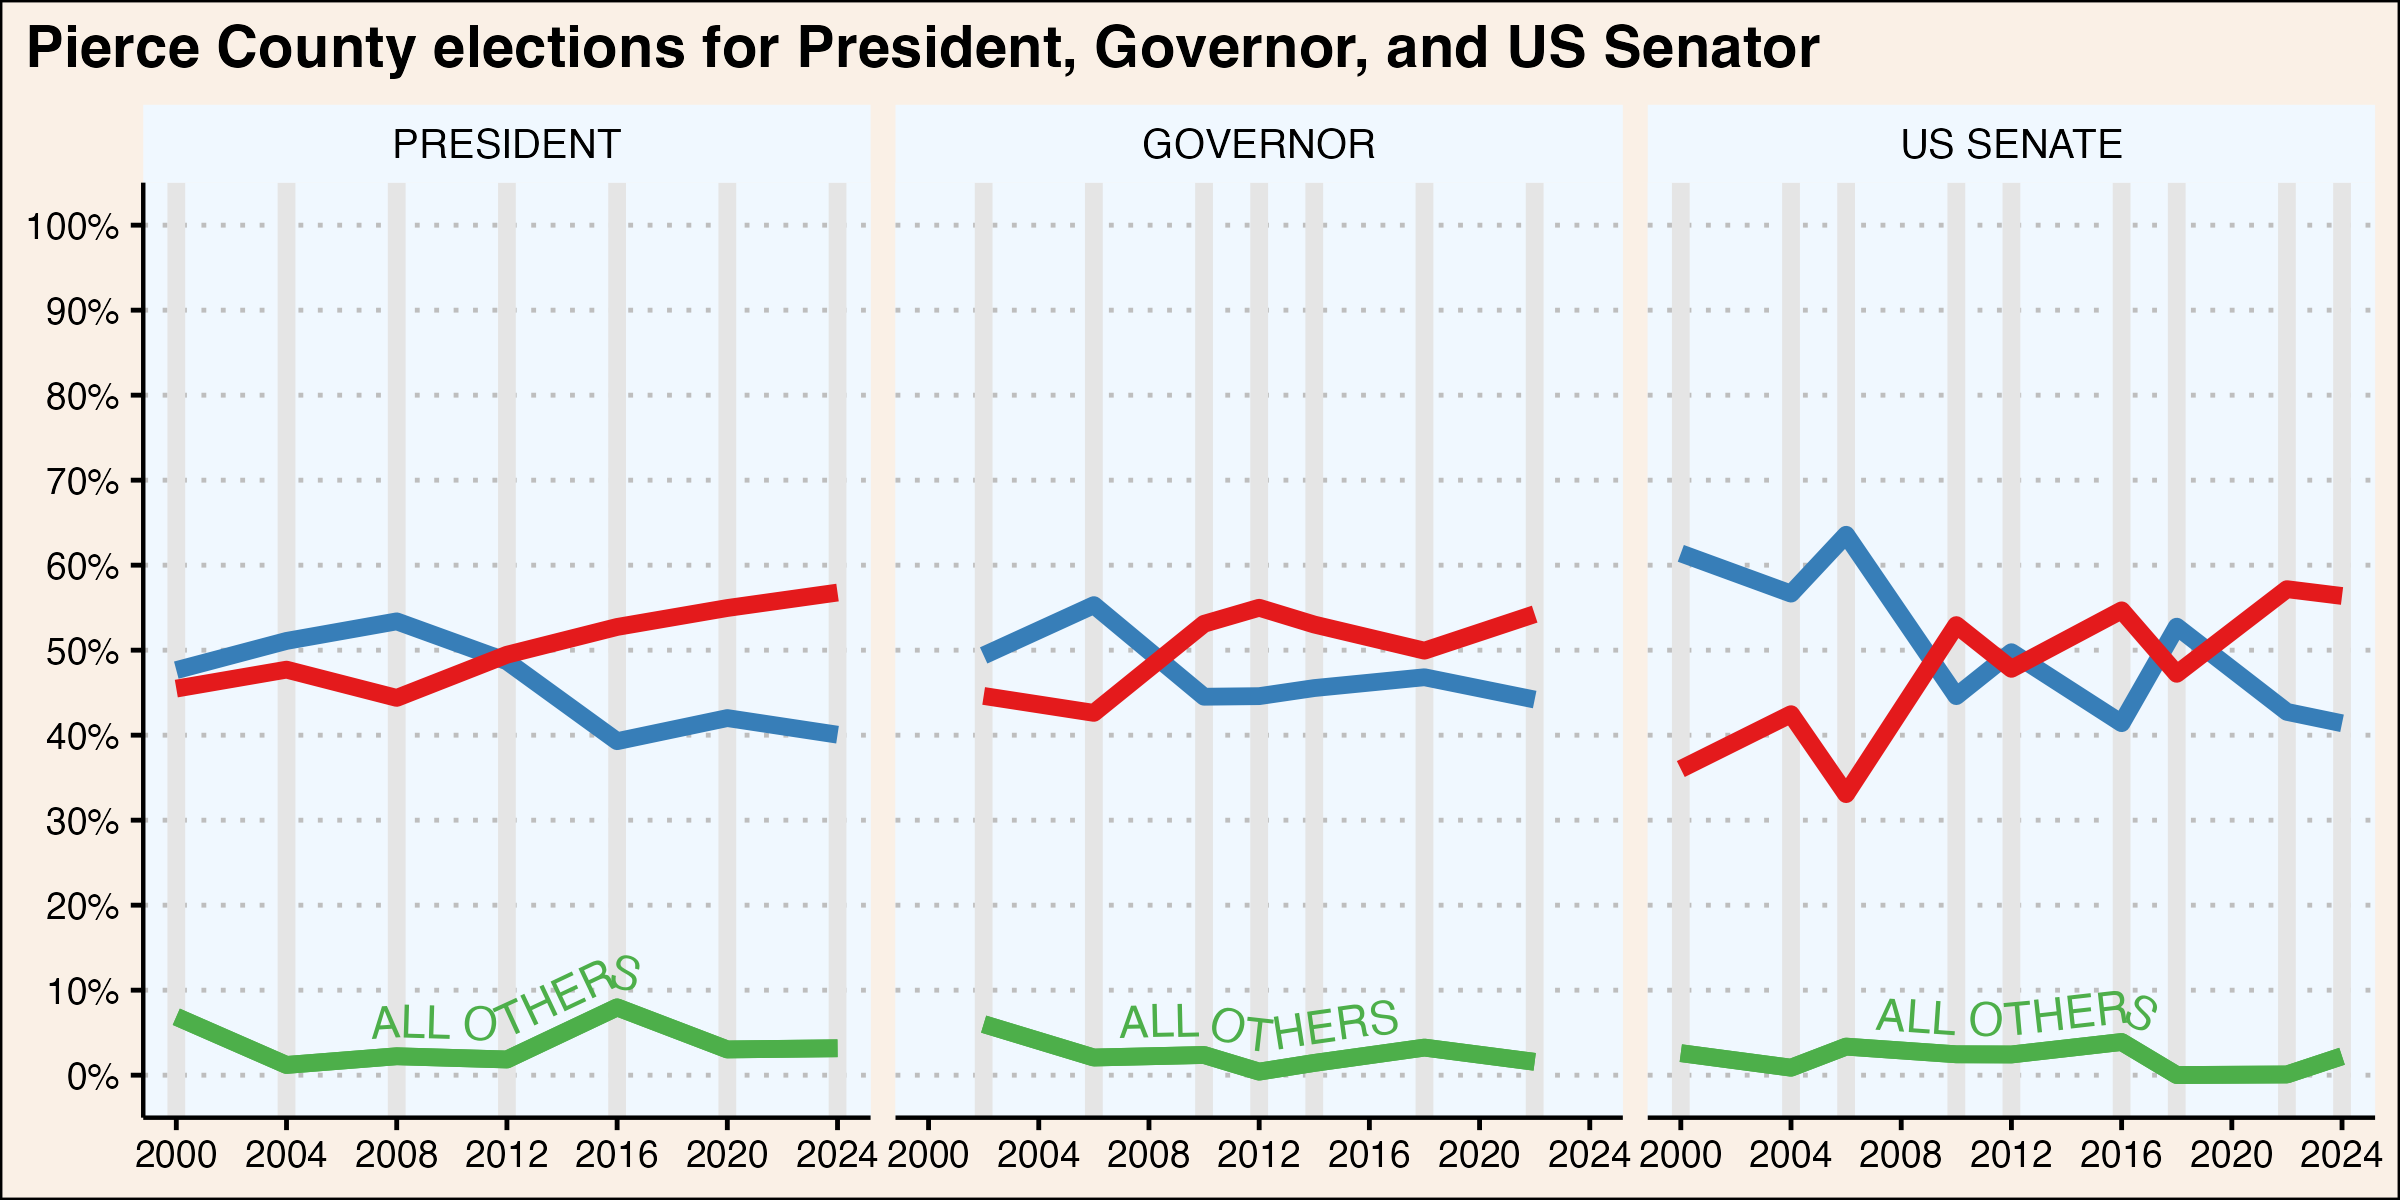 Pierce County elections for President, Governor, and US Senator
PRESIDENT
GOVERNOR
US SENATE
100%
90%
80%
70%
60%
50%
40%
30%
20%
10%
0%
ALL OTHERS
ALL OTHERS
ALL OTHERS
2000 2004 2008 2012 2016 2020 2024 2000 2004 2008 2012 2016 2020 2024 2000 2004 2008 2012 2016 2020 2024